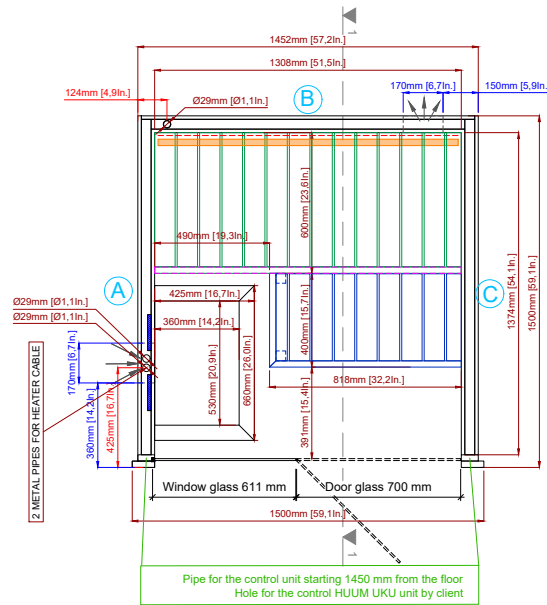 1
1452mm [57,2In.]
1308mm [51,5In.]
124mm [4,9In.]
170mm [6,7In.]
150mm [5,9In.]
B
Ø29mm [Ø1,1In.]
600mm [23,6In.]
490mm [19,3In.]
A
C
425mm [16,7In.]
360mm [14,2In.]
400mm [15,7In.]
1374mm [54,1In.]
1500mm [59,1In.]
Ø29mm [Ø1,1In.]
Ø29mm [Ø1,1In.]
530mm [20,9In.]
660mm [26,0In.]
818mm [32,2In.]
391mm [15,4In.]
170mm [6,7In.]
360mm [14,2In.]
425mm [16,7In.]
2 METAL PIPES FOR HEATER CABLE
Window glass 611 mm
Door glass 700 mm
1500mm [59,1In.]
1
Pipe for the control unit starting 1450 mm from the floor
Hole for the control HUUM UKU unit by client